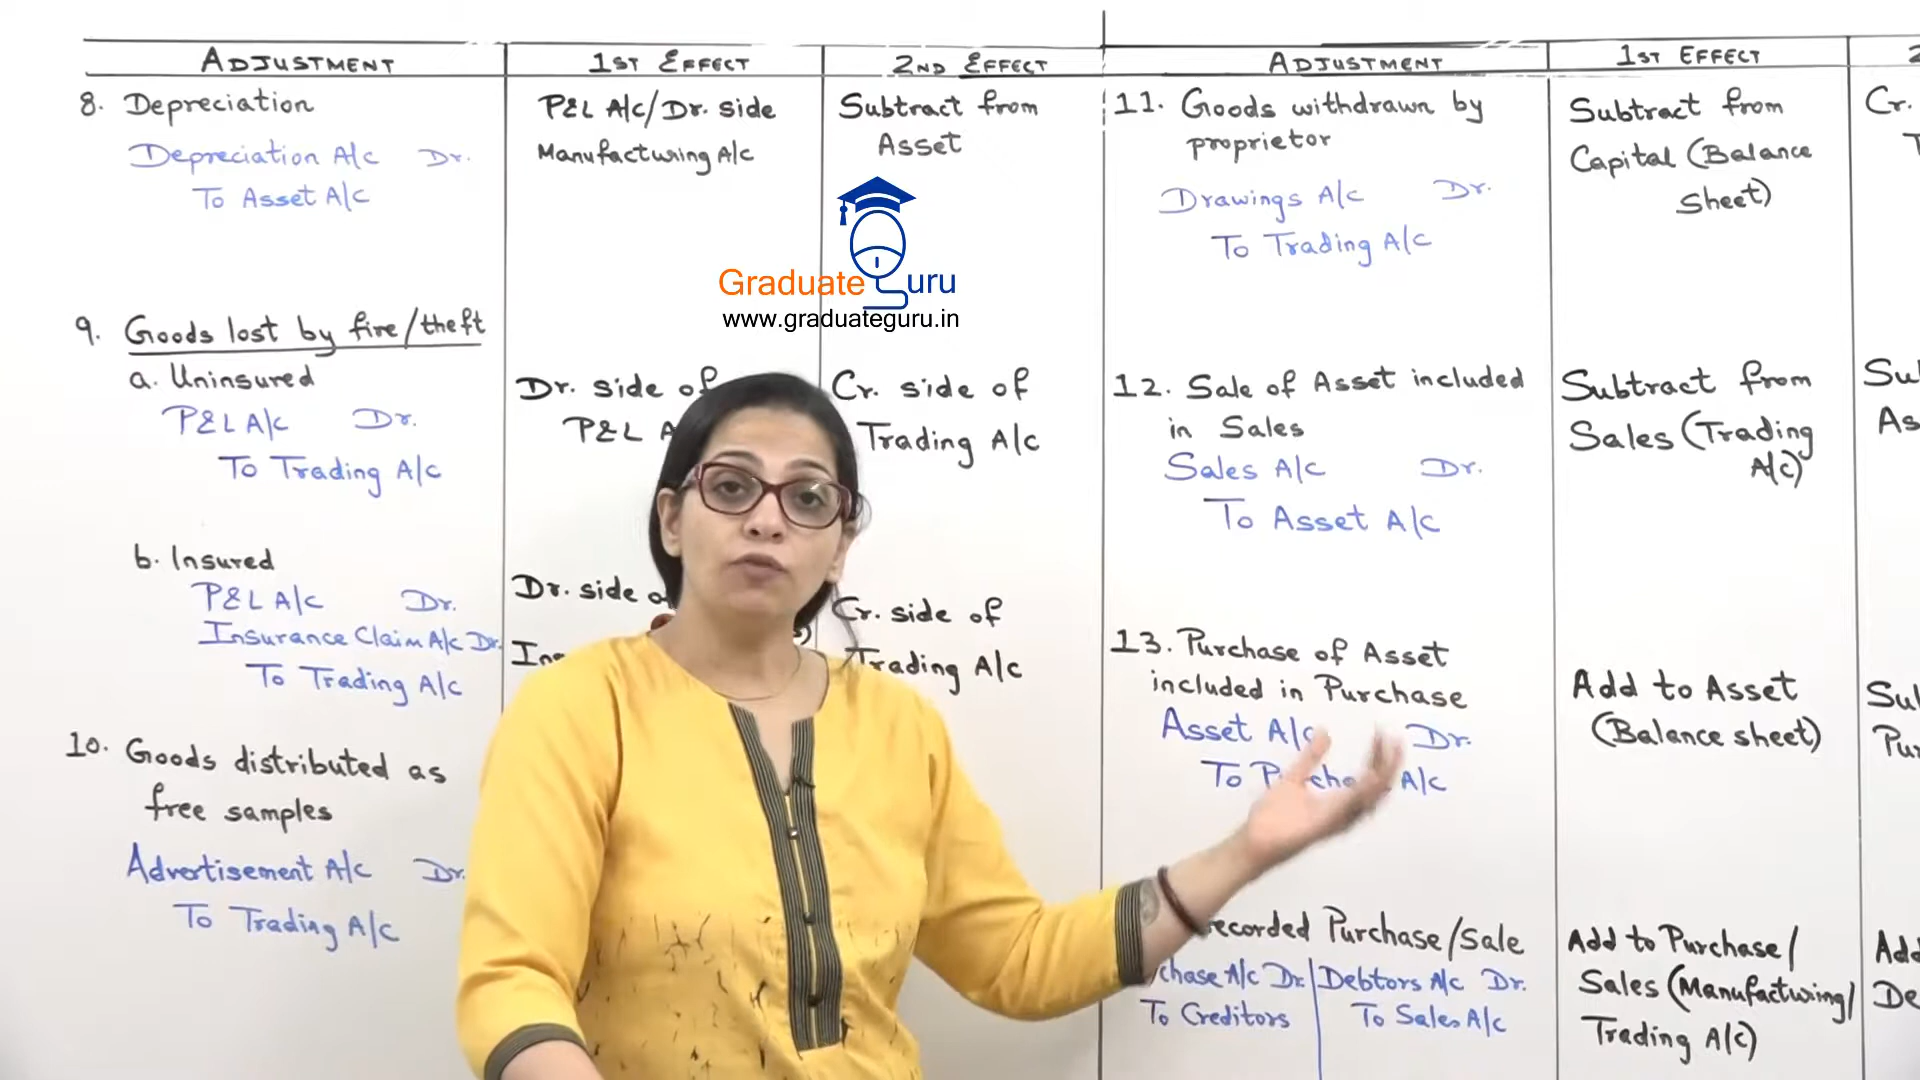 ADJUSTMENT
1ST EFFECT
2ND EFFECT
8. Depreciation
P&L A/c/Dr. side
Subtract from
Manufacturing A/c
Asset
Depreciation A/c Dr.
To Asset A/c
Graduate uru
www.graduateguru.in
9. Goods lost by fire/theft
a. Uninsured
Dr. side of
Cr. side of
P&L A/c Dr.
P&L
Trading A/c
To Trading A/c
b. Insured
Dr. side
Cr. side of
P&L A/c Dr.
Insurance Claim A/c Dr.
Trading A/c
To Trading A/c
10. Goods distributed as
free samples
Advertisement A/c Dr.
To Trading A/c
ADJUSTMENT
1ST EFFECT
2
11. Goods withdrawn by
Subtract from
Cr.
proprietor
Capital (Balance
Sheet)
Drawings A/c Dr.
To Trading A/c
12. Sale of Asset included
Subtract from
in Sales
Sales (Trading
A/c)
Sales A/c Dr.
To Asset A/c
13. Purchase of Asset
included in Purchase
Add to Asset
(Balance sheet)
Asset A/c Dr.
To A/c
Purchase/Sale
Add to Purchase/
Sales (Manufacturing/
Trading A/c)
A/c Dr. Debtors A/c Dr.
To Creditors To Sales A/c